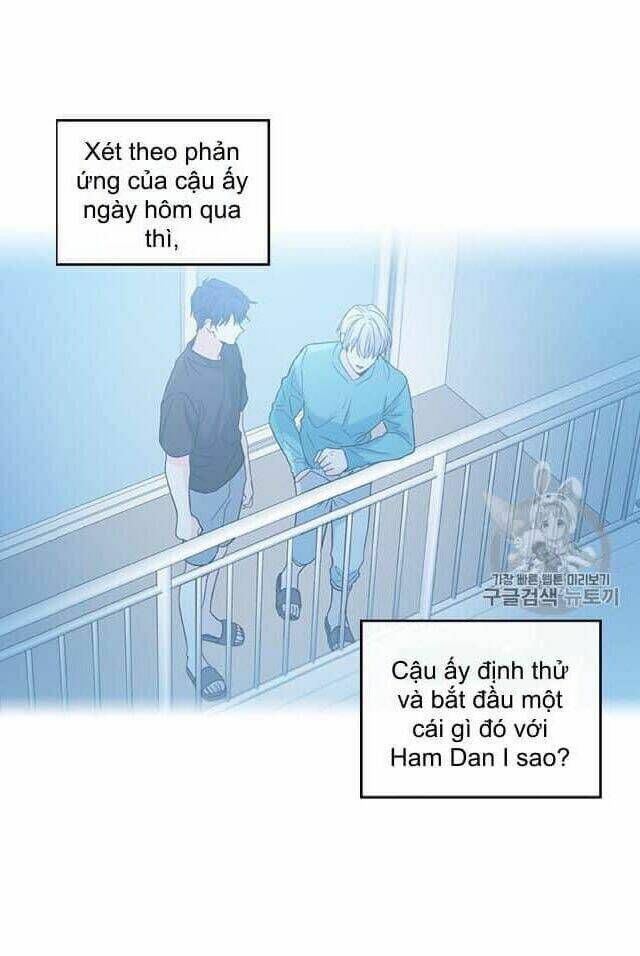 Xét theo phản
ứng của cậu ấy
ngày hôm qua
thì,
가장 빠른 웹툰 미리보기
구글검색 뉴토끼
Cậu ấy định thử
và bắt đầu một
cái gì đó với
Ham Dan I sao?